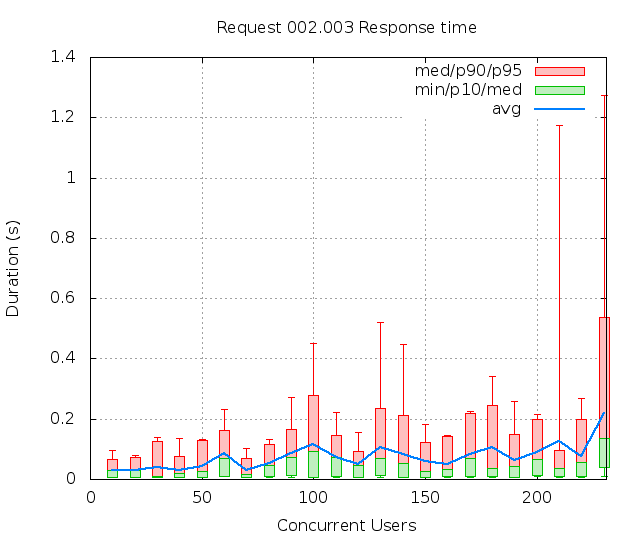 Request 002.003 Response time
1.4
1.2
1
0.8
0.6
0.4
0.2
0
0
50
100
150
200
Duration (s)
Concurrent Users
med/p90/p95
min/p10/med
avg